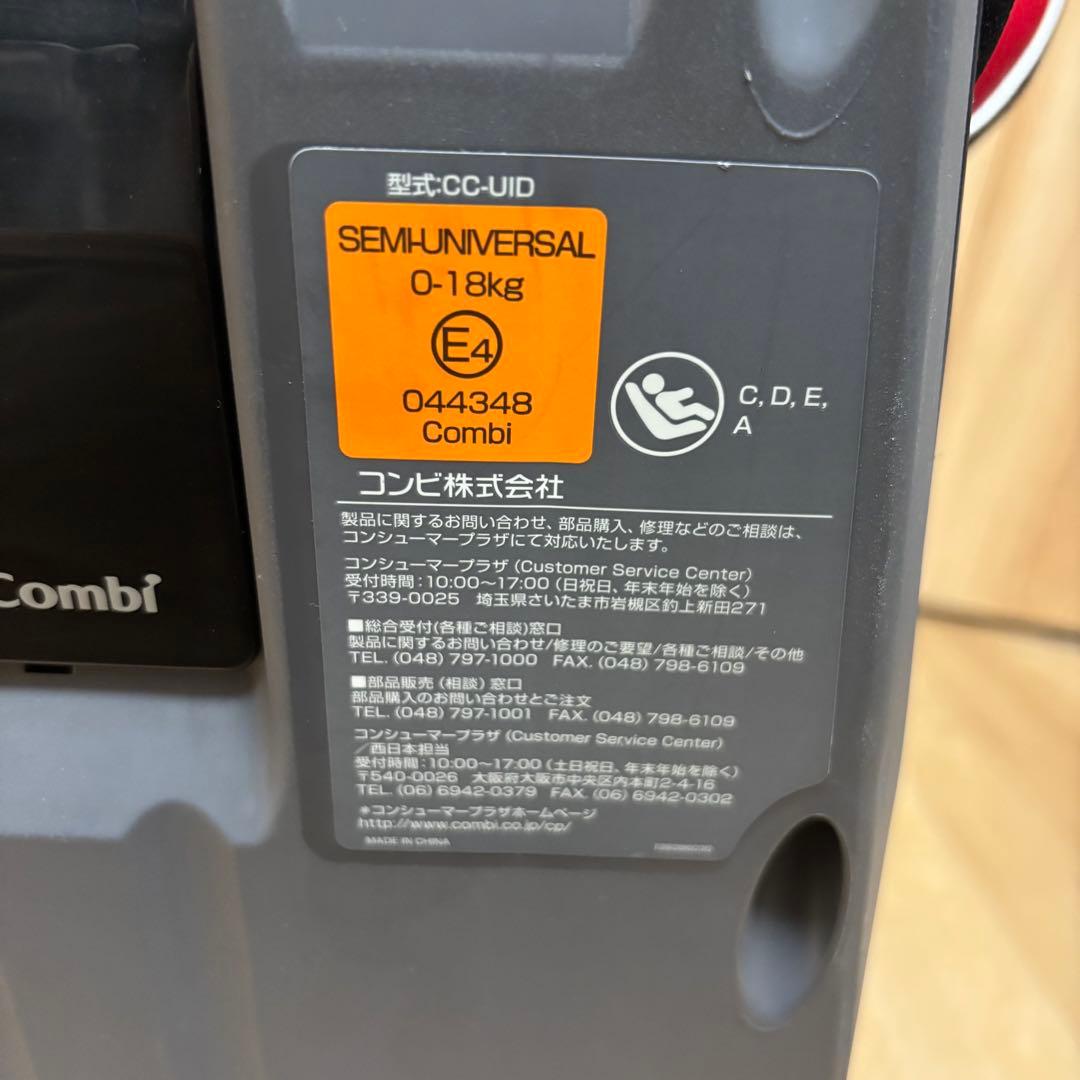 型式:CC-UID
SEMI-UNIVERSAL
0-18kg
E4
044348
Combi
C, D, E,
A
コンビ株式会社
製品に関するお問い合わせ、部品購入、修理などのご相談は、
コンシューマープラザにて対応いたします。
コンシューマープラザ (Customer Service Center)
受付時間:10:00〜17:00 (日祝日、年末年始を除く)
〒339-0025 埼玉県さいたま市岩槻区釣上新田271
■総合受付(各種ご相談)窓口
製品に関するお問い合わせ/修理のご要望/各種ご相談/その他
TEL. (048) 797-1000 FAX. (048) 798-6109
■部品販売 (相談) 窓口
部品購入のお問い合わせとご注文
TEL. (048) 797-1001 FAX. (048) 798-6109
コンシューマープラザ (Customer Service Center)
/西日本担当
受付時間:10:00〜17:00 (土日祝日、年末年始を除く)
〒540-0026 大阪府大阪市中央区内本町2-4-16
TEL. (06) 6942-0379 FAX. (06) 6942-0302
*コンシューマープラザホームページ
http://www.combi.co.jp/cp/
MADE IN CHINA
Combi